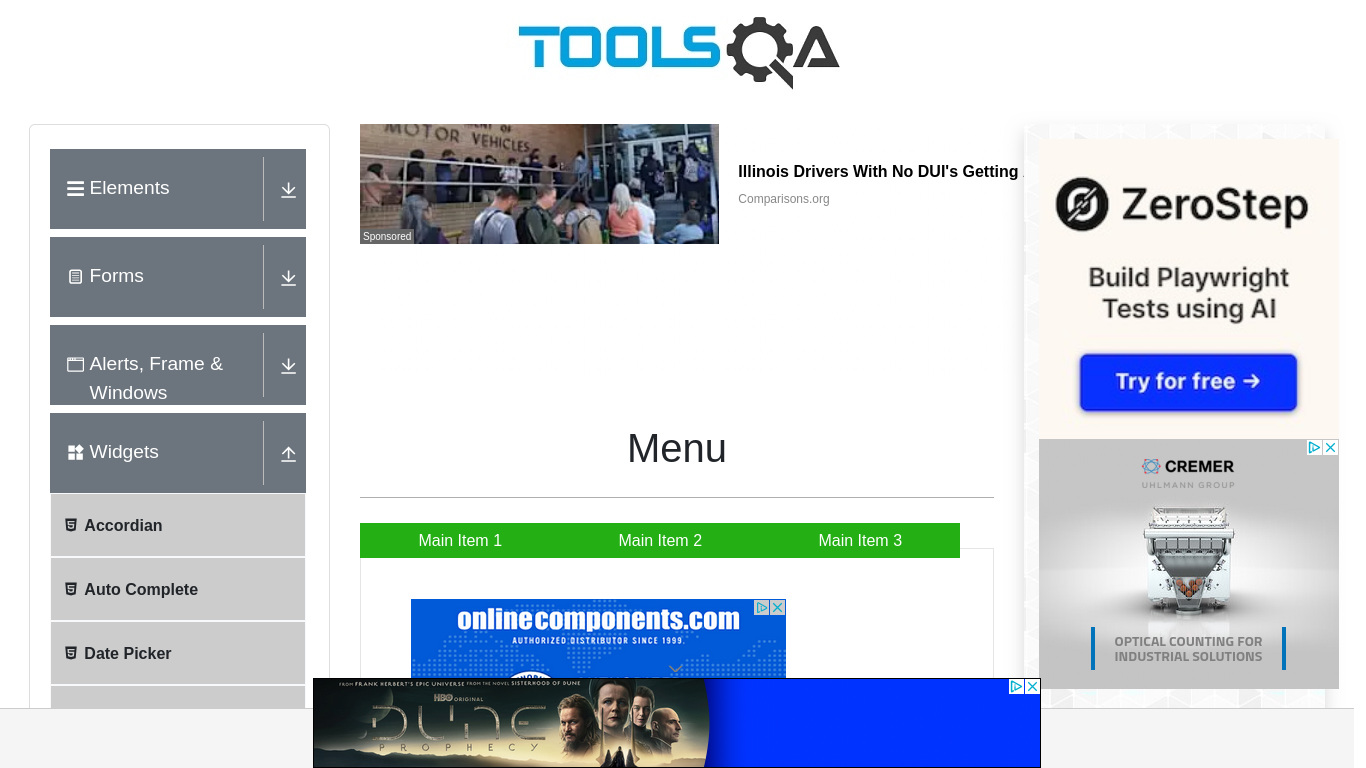 TOOLSQA
Elements
Forms
Alerts, Frame &
Windows
Widgets
Accordian
Auto Complete
Date Picker
MOTOR VEHICLES
Sponsored
Illinois Drivers With No DUI's Getting
Comparisons.org
Menu
Main Item 1
Main Item 2
Main Item 3
onlinecomponents.com
AUTHORIZED DISTRIBUTOR SINCE 1999.
ZeroStep
Build Playwright
Tests using AI
Try for free →
CREMER
UHLMANN GROUP
OPTICAL COUNTING FOR
INDUSTRIAL SOLUTIONS
FROM FRANK HERBERT'S EPIC UNIVERSE FROM THE NOVEL SISTERHOOD OF DUNE
HBO ORIGINAL
DUNE
PROPHECY